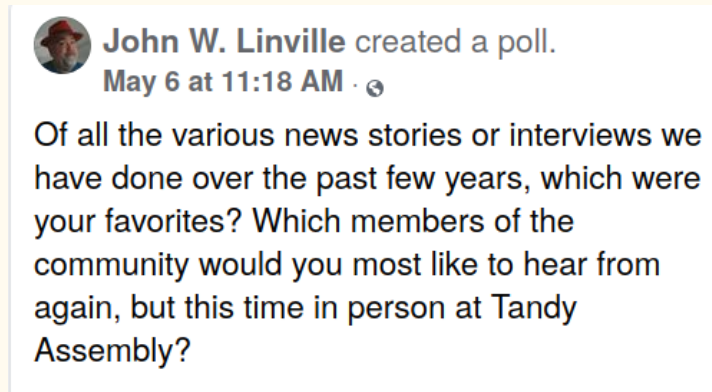 John W. Linville created a poll.
May 6 at 11:18 AM ·
Of all the various news stories or interviews we
have done over the past few years, which were
your favorites? Which members of the
community would you most like to hear from
again, but this time in person at Tandy
Assembly?